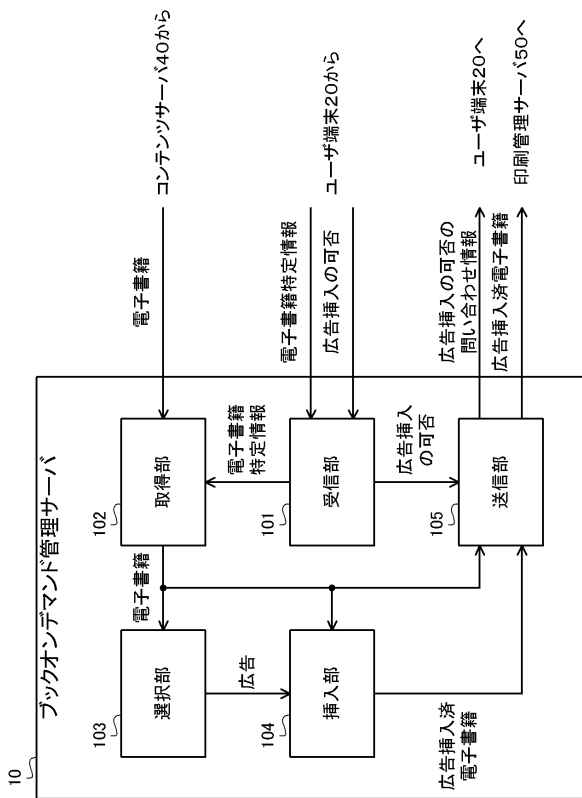 10
ブックオンデマンド管理サーバ
103
選択部
102
取得部
電子書籍
電子書籍
コンテンツサーバ40から
広告
電子書籍
特定情報
104
挿入部
101
受信部
電子書籍特定情報
広告挿入の可否
ユーザ端末20から
広告挿入
の可否
広告挿入済
電子書籍
105
送信部
広告挿入の可否の
問い合わせ情報
広告挿入済電子書籍
ユーザ端末20へ
印刷管理サーバ50へ